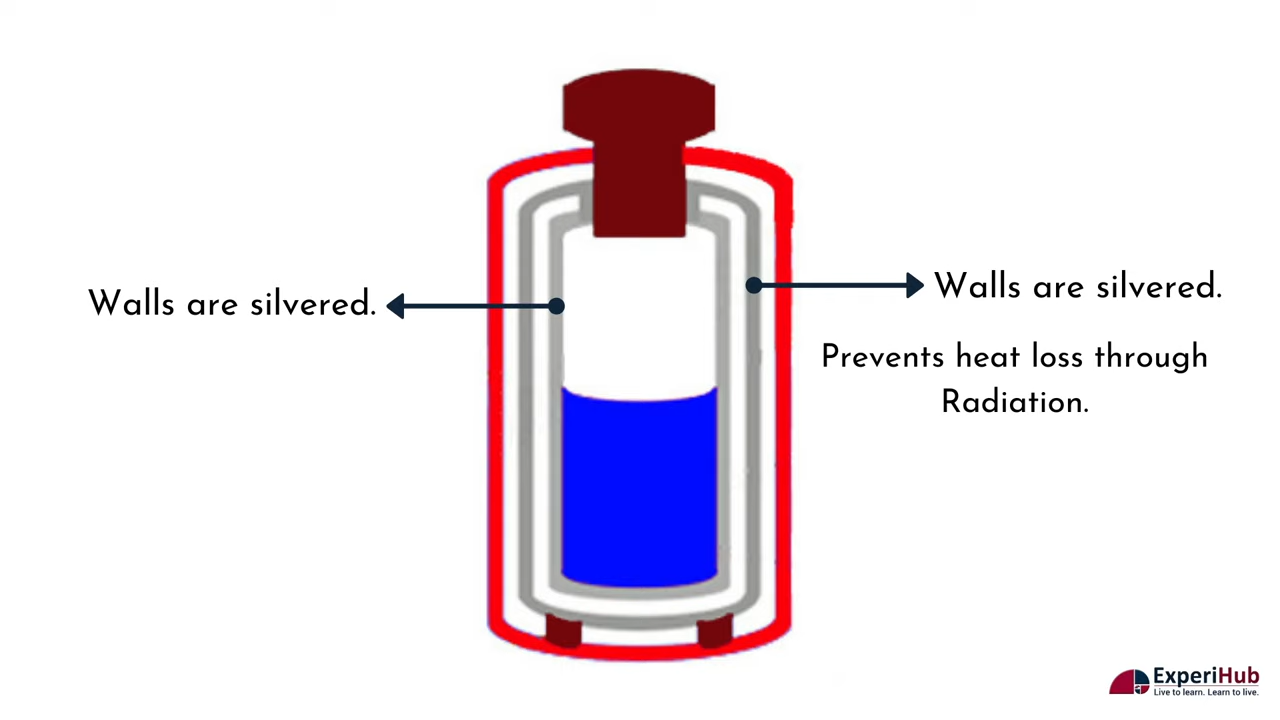 Walls are silvered.
Walls are silvered.
Prevents heat loss through
Radiation.
ExperiHub
Live to learn. Learn to live.